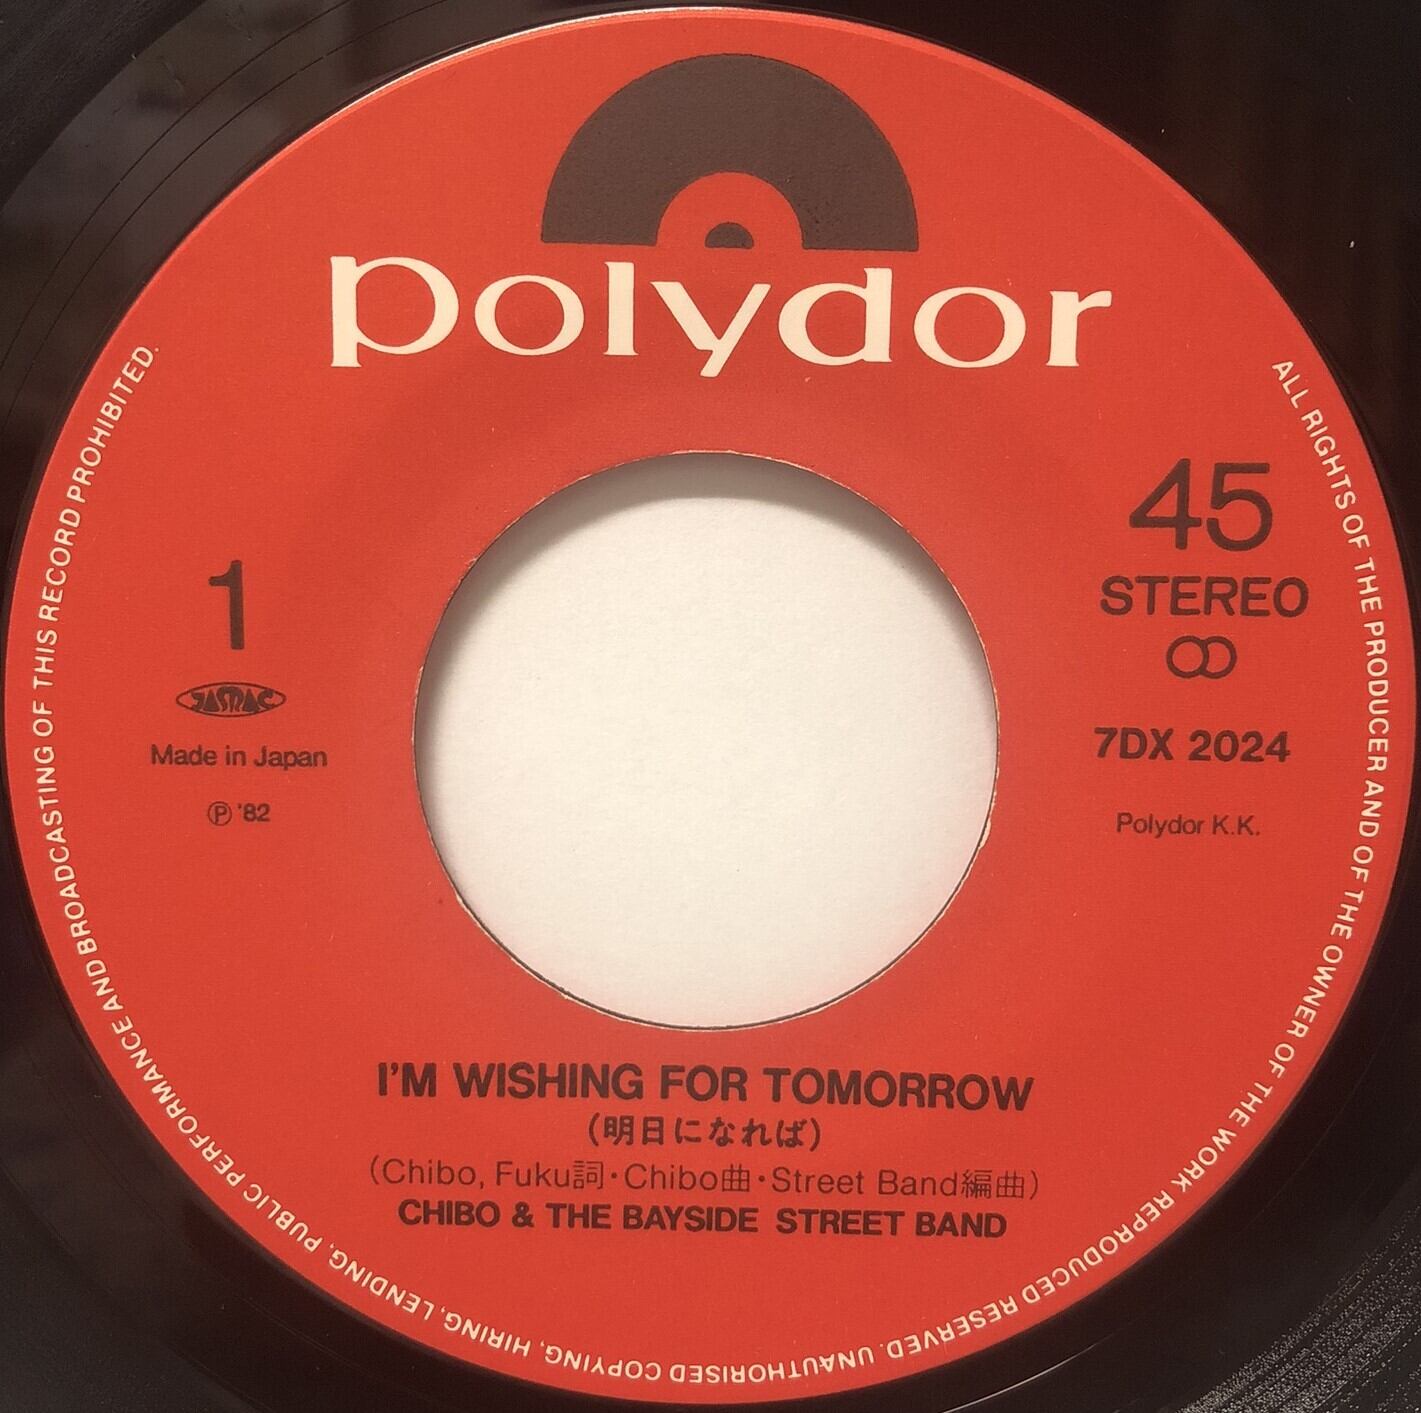 polydor
45
STEREO
1
JASRAC
Made in Japan
Ⓟ '82
7DX 2024
Polydor K.K.
I'M WISHING FOR TOMORROW
(明日になれば)
(Chibo, Fuku詞・Chibo曲・Street Band編曲)
CHIBO & THE BAYSIDE STREET BAND
ALL RIGHTS OF THE PRODUCER AND OF THE OWNER OF THE WORK REPRODUCED RESERVED. UNAUTHORISED COPYING, HIRING, LENDING, PUBLIC PERFORMANCE AND BROADCASTING OF THIS RECORD PROHIBITED.